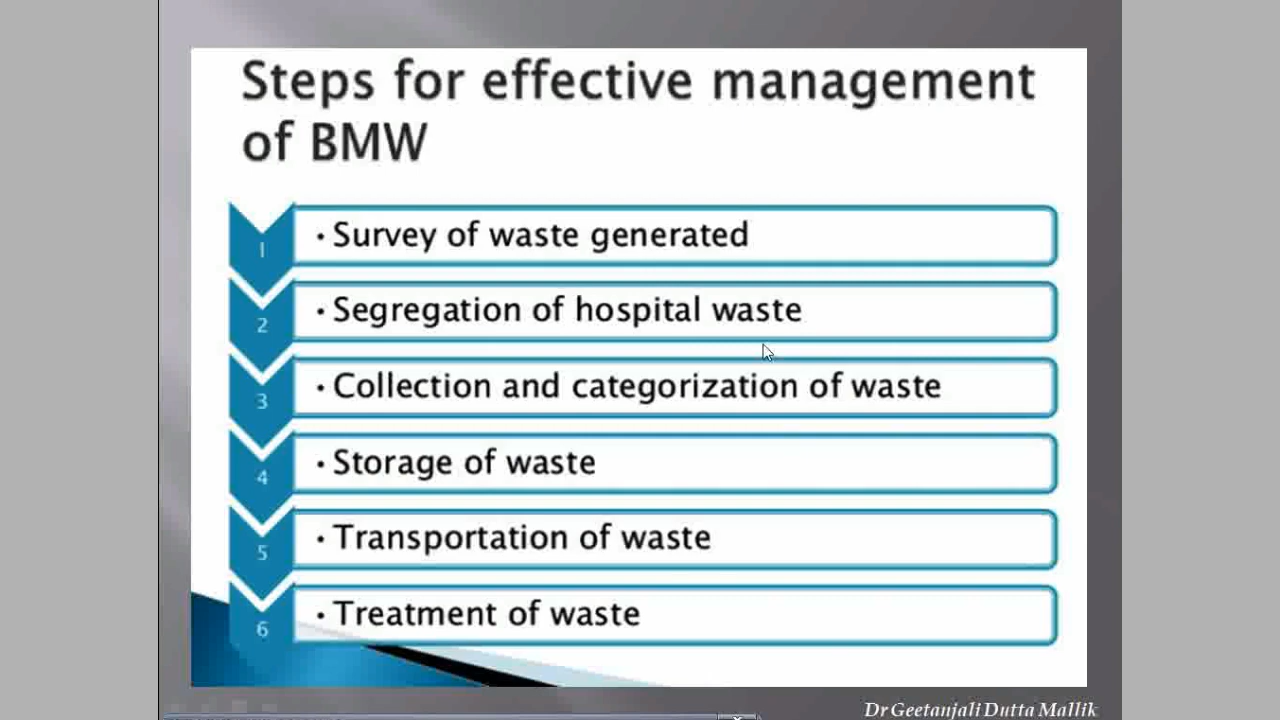 Steps for effective management
of BMW
1
• Survey of waste generated
2
• Segregation of hospital waste
3
• Collection and categorization of waste
4
• Storage of waste
5
• Transportation of waste
6
• Treatment of waste
Dr Geetanjali Dutta Mallik